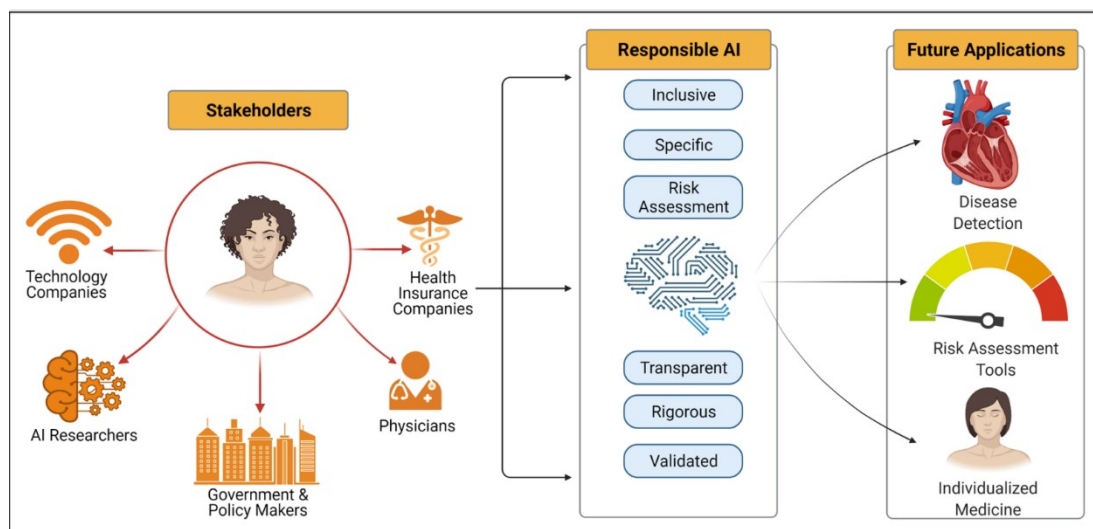 Stakeholders
Technology
Companies
AI Researchers
Government &
Policy Makers
Physicians
Health
Insurance
Companies
Responsible AI
Inclusive
Specific
Risk
Assessment
Transparent
Rigorous
Validated
Future Applications
Disease
Detection
Risk Assessment
Tools
Individualized
Medicine